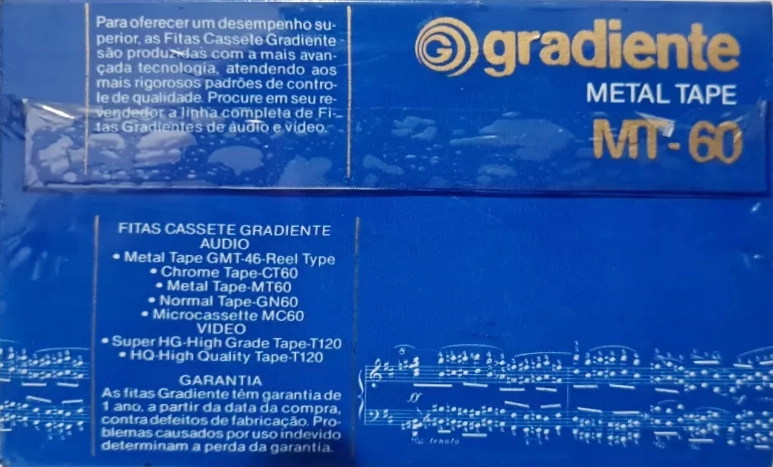 Para oferecer um desempenho su-
perior, as Fitas Cassete Gradiente
são produzidas com a mais avan-
çada tecnologia, atendendo aos
mais rigorosos padrões de contro-
le de qualidade. Procure em seu re-
vendedor a linha completa de Fi-
tas Gradientes de áudio e vídeo.
G gradiente
METAL TAPE
MT-60
FITAS CASSETE GRADIENTE
AUDIO
• Metal Tape GMT-46-Reel Type
• Chrome Tape-CT60
• Metal Tape-MT60
• Normal Tape-GN60
• Microcassette MC60
VIDEO
• Super HG-High Grade Tape-T120
• HQ-High Quality Tape-T120
GARANTIA
As fitas Gradiente têm garantia de
1 ano, a partir da data da compra,
contra defeitos de fabricação. Pro-
blemas causados por uso indevido
determinam a perda da garantia.
8
ff
tenuto